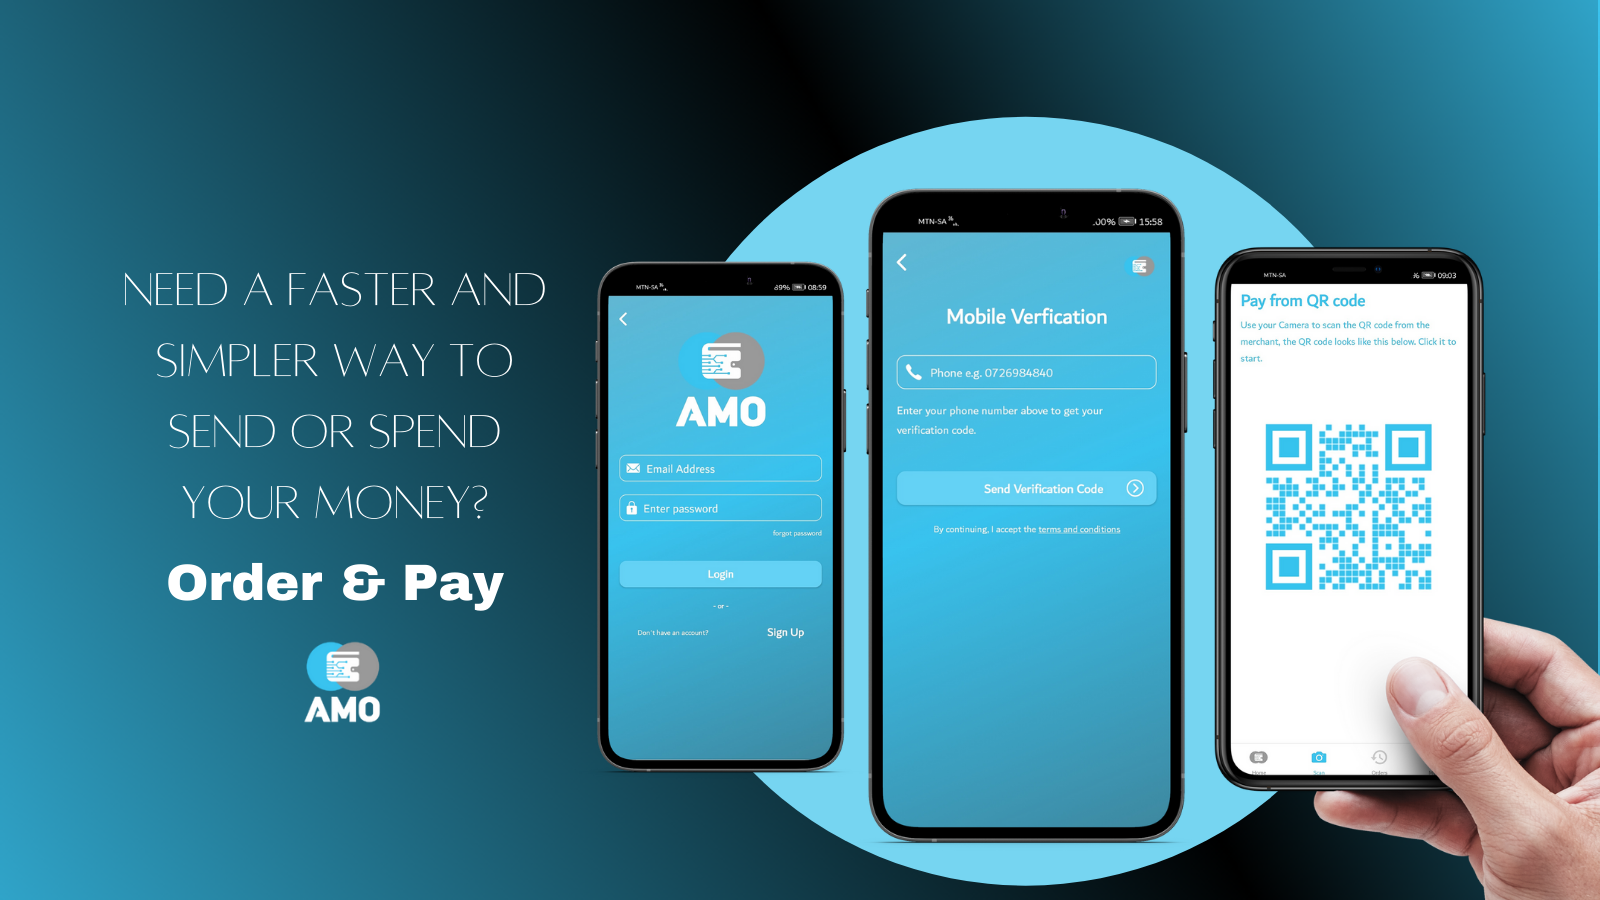 NEED A FASTER AND
SIMPLER WAY TO
SEND OR SPEND
YOUR MONEY?
Order & Pay
AMO
MTN-SA
89% 08:59
AMO
Email Address
Enter password
forgot password
Login
- or -
Don't have an account?
Sign Up
MTN-SA
00% 15:58
Mobile Verfication
Phone e.g. 0726984840
Enter your phone number above to get your
verification code.
Send Verification Code
By continuing, I accept the terms and conditions
MTN-SA
% 09:03
Pay from QR code
Use your Camera to scan the QR code from the
merchant, the QR code looks like this below. Click it to
start.
Home
Scan
Orders